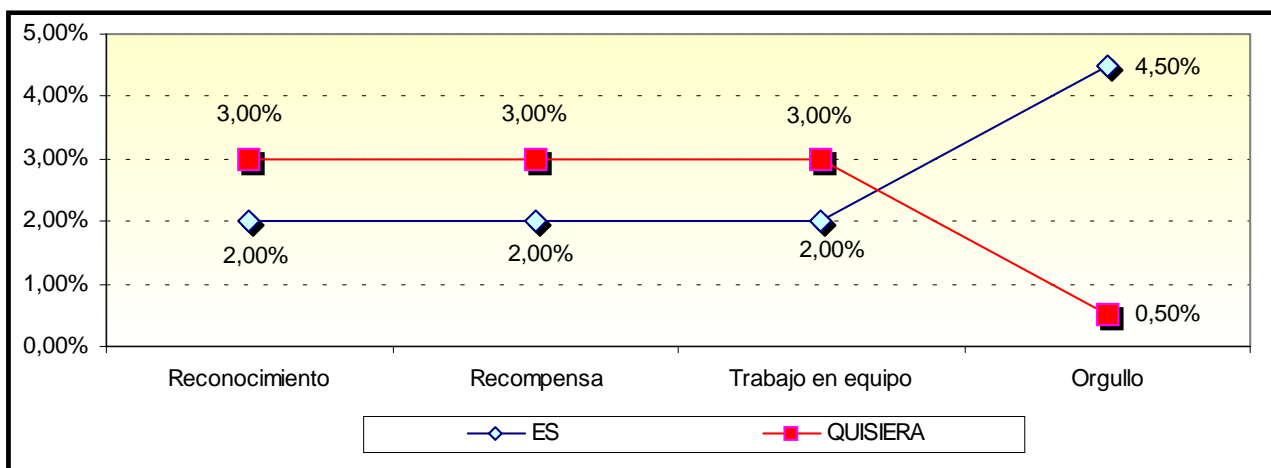 5,00%
4,00%
3,00%
2,00%
1,00%
0,00%
3,00%
3,00%
3,00%
4,50%
2,00%
2,00%
2,00%
0,50%
Reconocimiento
Recompensa
Trabajo en equipo
Orgullo
ES
QUISIERA